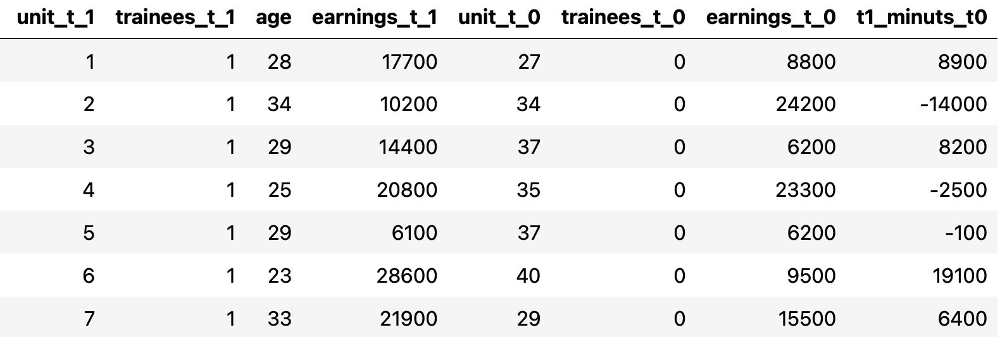 unit_t_1 trainees_t_1 age earnings_t_1 unit_t_0 trainees_t_0 earnings_t_0 t1_minuts_t0
1 1 28 17700 27 0 8800 8900
2 1 34 10200 34 0 24200 -14000
3 1 29 14400 37 0 6200 8200
4 1 25 20800 35 0 23300 -2500
5 1 29 6100 37 0 6200 -100
6 1 23 28600 40 0 9500 19100
7 1 33 21900 29 0 15500 6400